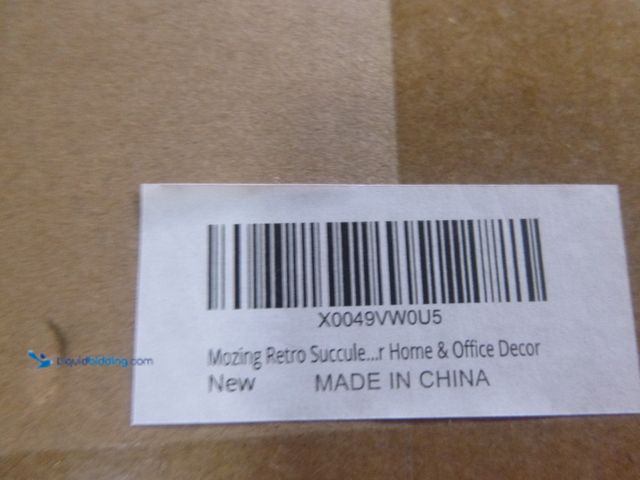 X0049VW0U5
Mozing Retro Succule...r Home & Office Decor
New MADE IN CHINA
Liquidbidding.com